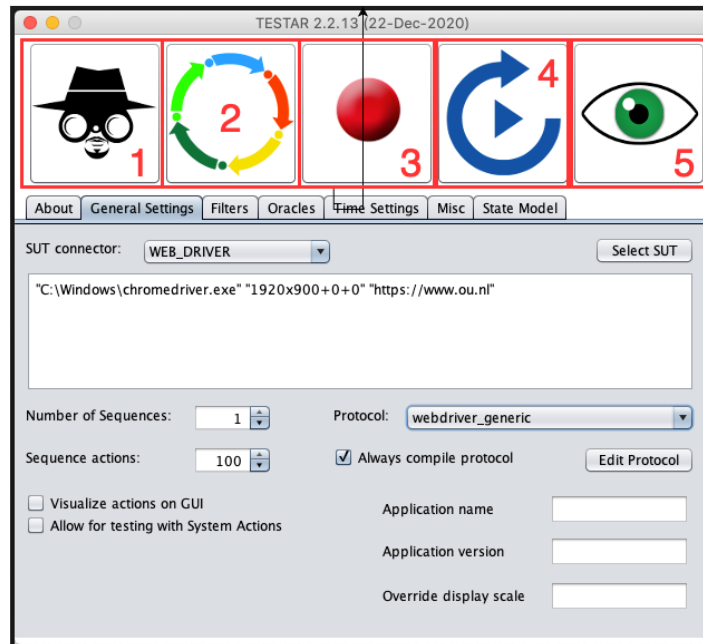 TESTAR 2.2.13 (22-Dec-2020)
1 2 3 4 5
About General Settings Filters Oracles Time Settings Misc State Model
SUT connector: WEB_DRIVER Select SUT
"C:\Windows\chromedriver.exe" "1920x900+0+0" "https://www.ou.nl"
Number of Sequences: 1 Protocol: webdriver_generic
Sequence actions: 100 Always compile protocol Edit Protocol
Visualize actions on GUI
Allow for testing with System Actions
Application name
Application version
Override display scale